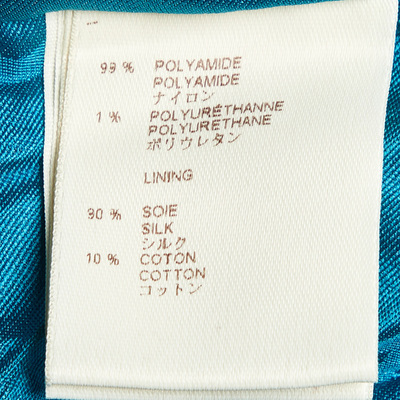 99 % POLYAMIDE
POLYAMIDE
ナイロン
1 % POLYURÉTHANNE
POLYURETHANE
ポリウレタン
LINING
90 % SOIE
SILK
シルク
10 % COTON
COTTON
コットン